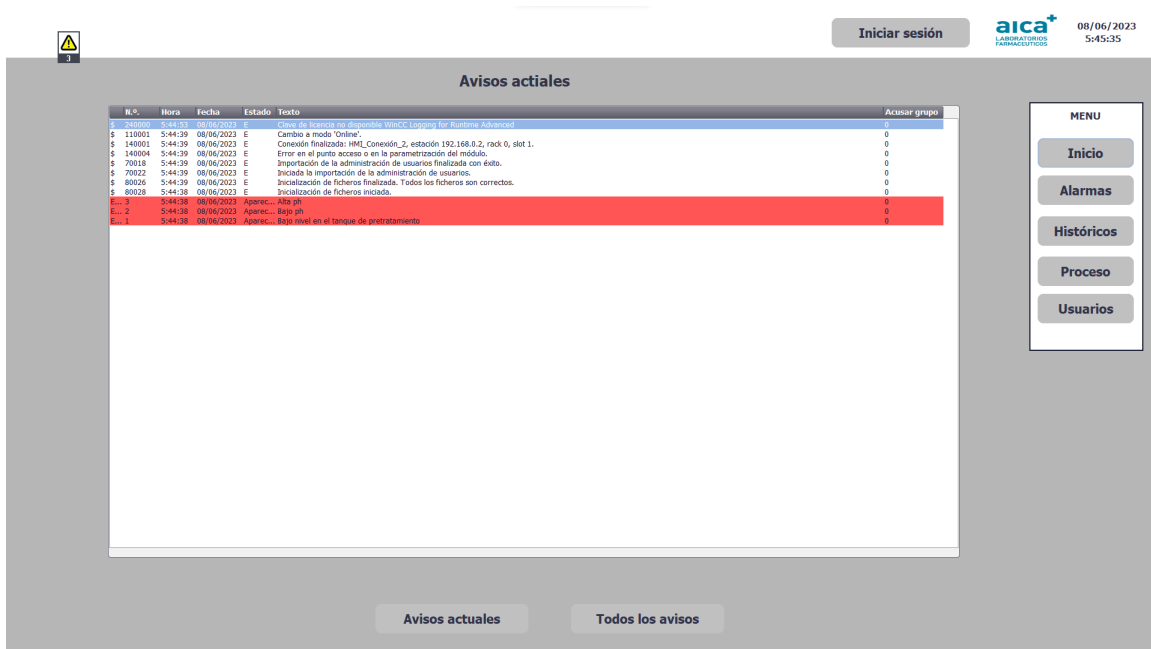 Iniciar sesión
aica+
LABORATORIOS
FARMACÉUTICOS
08/06/2023
5:45:35
3
Avisos actiales
N.º. Hora Fecha Estado Texto Acusar grupo
$ 240000 5:44:53 08/06/2023 E Clave de licencia no disponible WinCC Logging for Runtime Advanced 0
$ 110001 5:44:39 08/06/2023 E Cambio a modo 'Online'. 0
$ 140001 5:44:39 08/06/2023 E Conexión finalizada: HMI_Conexión_2, estación 192.168.0.2, rack 0, slot 1. 0
$ 140004 5:44:39 08/06/2023 E Error en el punto acceso o en la parametrización del módulo. 0
$ 70018 5:44:39 08/06/2023 E Importación de la administración de usuarios finalizada con éxito. 0
$ 70022 5:44:39 08/06/2023 E Iniciada la importación de la administración de usuarios. 0
$ 80026 5:44:39 08/06/2023 E Inicialización de ficheros finalizada. Todos los ficheros son correctos. 0
$ 80028 5:44:38 08/06/2023 E Inicialización de ficheros iniciada. 0
E... 3 5:44:38 08/06/2023 Aparec... Alta ph 0
E... 2 5:44:38 08/06/2023 Aparec... Bajo ph 0
E... 1 5:44:38 08/06/2023 Aparec... Bajo nivel en el tanque de pretratamiento 0
MENU
Inicio
Alarmas
Históricos
Proceso
Usuarios
Avisos actuales Todos los avisos